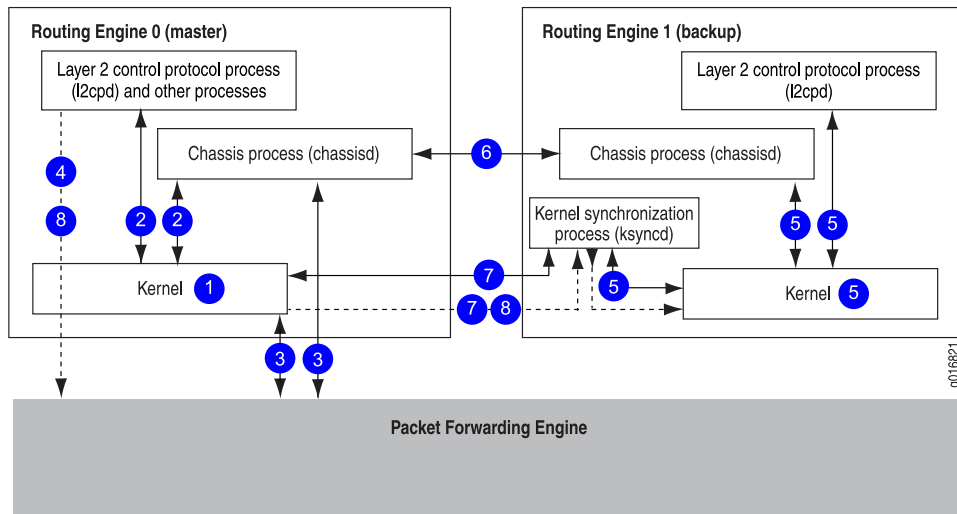 Routing Engine 0 (master)
Layer 2 control protocol process
(l2cpd) and other processes
Chassis process (chassisd)
4
8
2
2
Kernel 1
3
3
6
7
7 8
Routing Engine 1 (backup)
Layer 2 control protocol process
(l2cpd)
Chassis process (chassisd)
Kernel synchronization
process (ksyncd)
5
5
5
Kernel 5
g016821
Packet Forwarding Engine